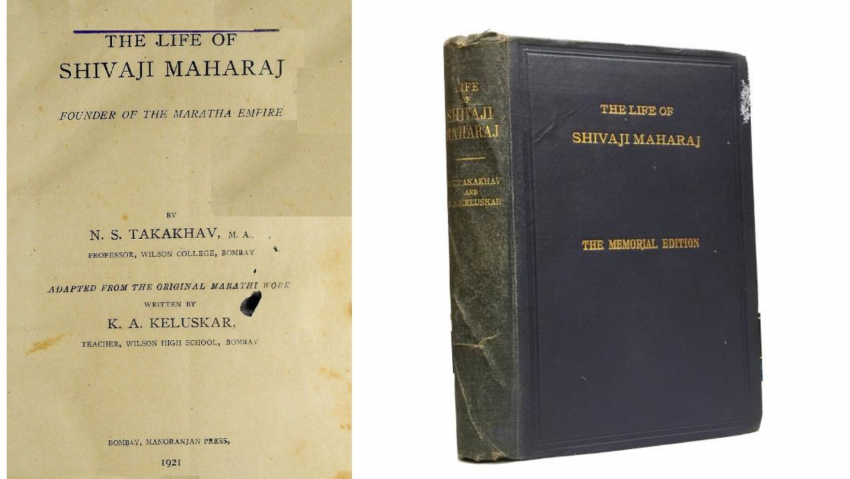 THE LIFE OF
SHIVAJI MAHARAJ
FOUNDER OF THE MARATHA EMPIRE
BY
N. S. TAKAKHAV, M. A.
PROFESSOR, WILSON COLLEGE, BOMBAY
ADAPTED FROM THE ORIGINAL MARATHI WORK
WRITTEN BY
K. A. KELUSKAR,
TEACHER, WILSON HIGH SCHOOL, BOMBAY
BOMBAY, MANORANJAN PRESS,
1921
LIFE
OF
SHIVAJI
MAHARAJ
TAKAKHAV
AND
KELUSKAR
THE LIFE OF
SHIVAJI MAHARAJ
THE MEMORIAL EDITION